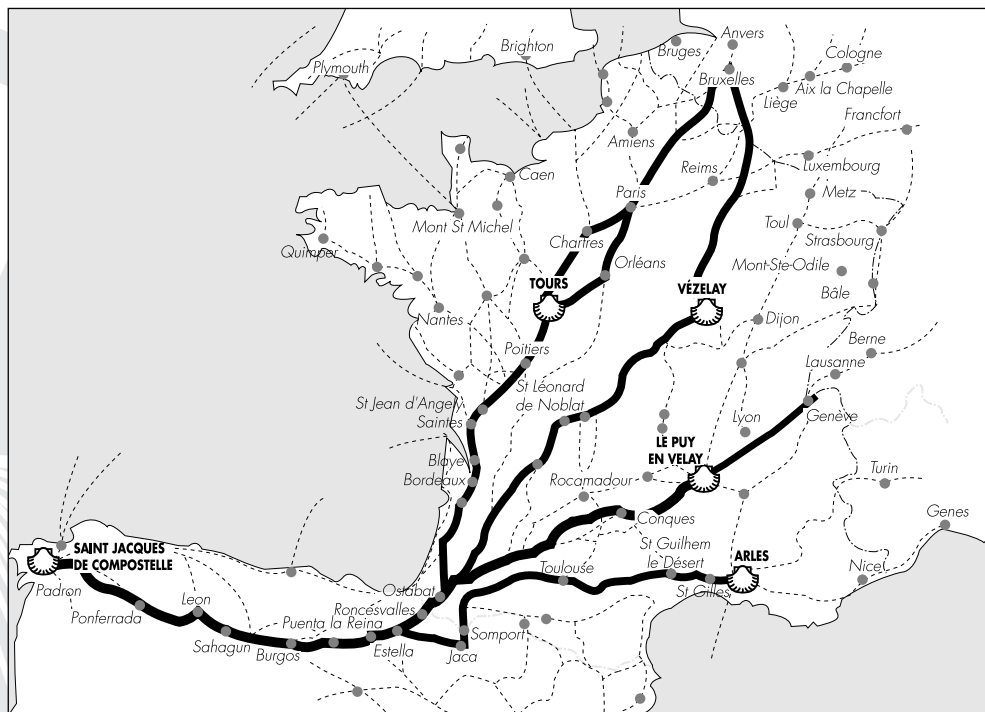 Anvers
Bruges
Brighton
Cologne
Plymouth
Bruxelles
Aix la Chapelle
Liège
Francfort
Amiens
Luxembourg
Reims
Caen
Metz
Paris
Mont St Michel
Toul
Strasbourg
Chartres
Quimper
Orléans
Mont-Ste-Odile
TOURS
VÉZELAY
Bâle
Nantes
Dijon
Berne
Poitiers
Lausanne
St Léonard
de Noblat
St Jean d'Angely
Saintes
Genève
Lyon
LE PUY
EN VELAY
Blaye
Bordeaux
Rocamadour
Turin
Conques
Genes
SAINT JACQUES
DE COMPOSTELLE
St Guilhem
le Désert
ARLES
Toulouse
Nice
Padron
Ostabat
St Gilles
Leon
Roncesvalles
Ponferrada
Puenta la Reina
Somport
Sahagun
Burgos
Estella
Jaca